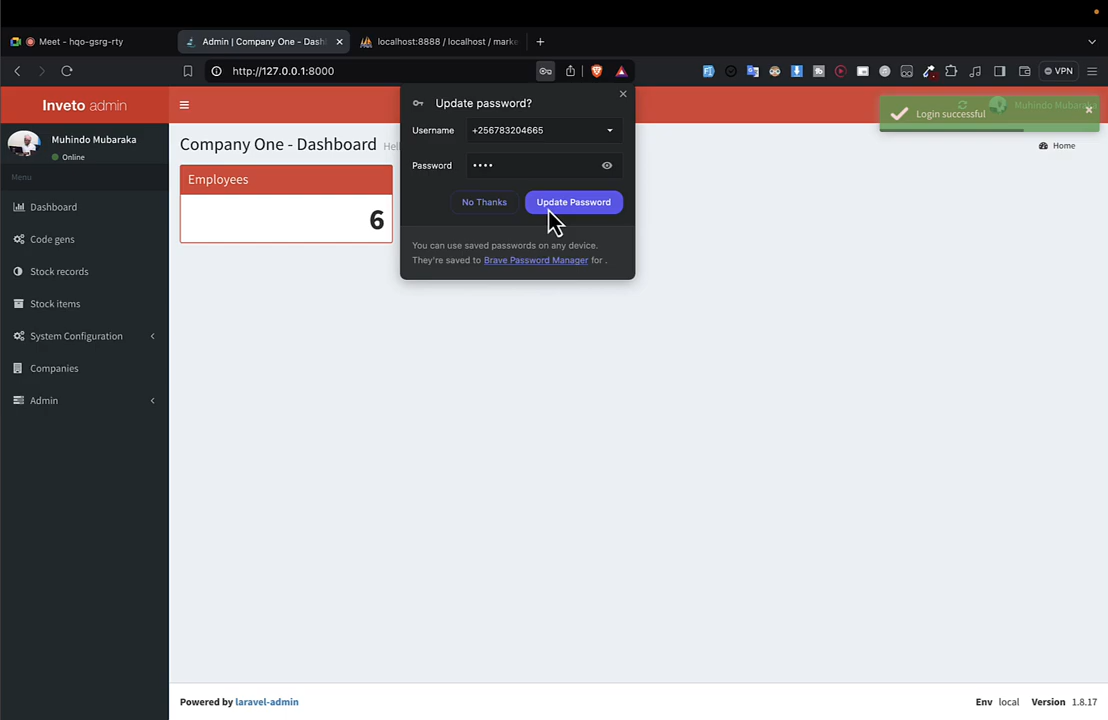 Meet - hqo-gsrg-rty
Admin | Company One - Dash
localhost:8888 / localhost / marke
http://127.0.0.1:8000
VPN
Inveto admin
Muhindo Mubaraka
Online
Menu
Dashboard
Code gens
Stock records
Stock items
System Configuration
Companies
Admin
Company One - Dashboard
Employees
6
Update password?
Username +256783204665
Password ••••
No Thanks
Update Password
You can use saved passwords on any device.
They're saved to Brave Password Manager for .
Login successful
Muhindo Mubaraka
Home
Powered by laravel-admin
Env local Version 1.8.17